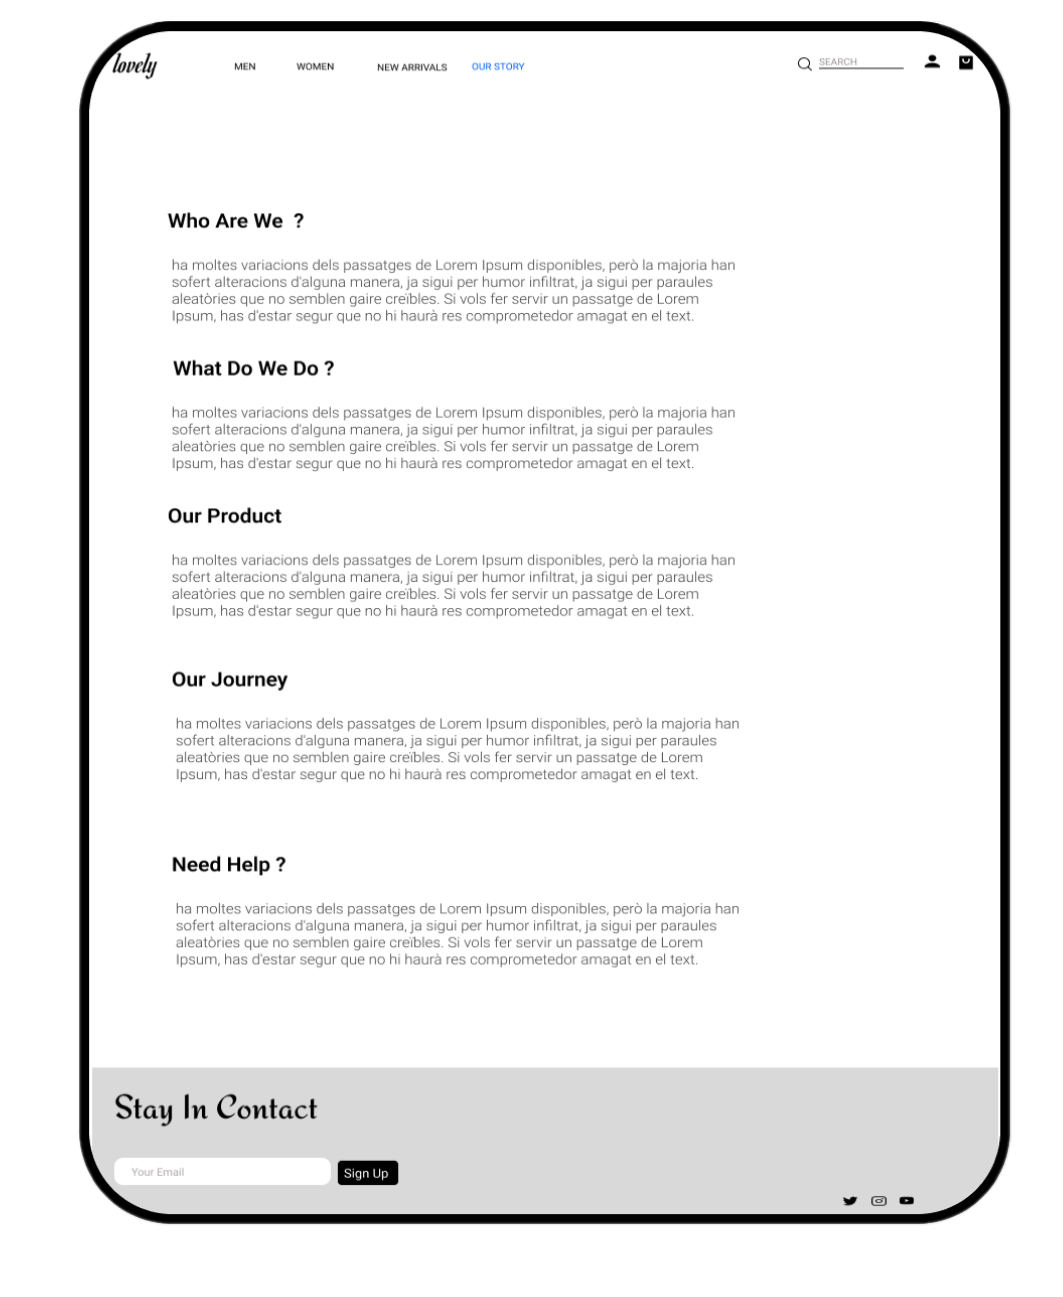 lovely
MEN WOMEN NEW ARRIVALS OUR STORY SEARCH
Who Are We ?
ha moltes variacions dels passatges de Lorem Ipsum disponibles, però la majoria han
sofert alteracions d'alguna manera, ja sigui per humor infiltrat, ja sigui per paraules
aleatòries que no semblen gaire creïbles. Si vols fer servir un passatge de Lorem
Ipsum, has d'estar segur que no hi haurà res comprometedor amagat en el text.
What Do We Do ?
ha moltes variacions dels passatges de Lorem Ipsum disponibles, però la majoria han
sofert alteracions d'alguna manera, ja sigui per humor infiltrat, ja sigui per paraules
aleatòries que no semblen gaire creïbles. Si vols fer servir un passatge de Lorem
Ipsum, has d'estar segur que no hi haurà res comprometedor amagat en el text.
Our Product
ha moltes variacions dels passatges de Lorem Ipsum disponibles, però la majoria han
sofert alteracions d'alguna manera, ja sigui per humor infiltrat, ja sigui per paraules
aleatòries que no semblen gaire creïbles. Si vols fer servir un passatge de Lorem
Ipsum, has d'estar segur que no hi haurà res comprometedor amagat en el text.
Our Journey
ha moltes variacions dels passatges de Lorem Ipsum disponibles, però la majoria han
sofert alteracions d'alguna manera, ja sigui per humor infiltrat, ja sigui per paraules
aleatòries que no semblen gaire creïbles. Si vols fer servir un passatge de Lorem
Ipsum, has d'estar segur que no hi haurà res comprometedor amagat en el text.
Need Help ?
ha moltes variacions dels passatges de Lorem Ipsum disponibles, però la majoria han
sofert alteracions d'alguna manera, ja sigui per humor infiltrat, ja sigui per paraules
aleatòries que no semblen gaire creïbles. Si vols fer servir un passatge de Lorem
Ipsum, has d'estar segur que no hi haurà res comprometedor amagat en el text.
Stay In Contact
Your Email Sign Up